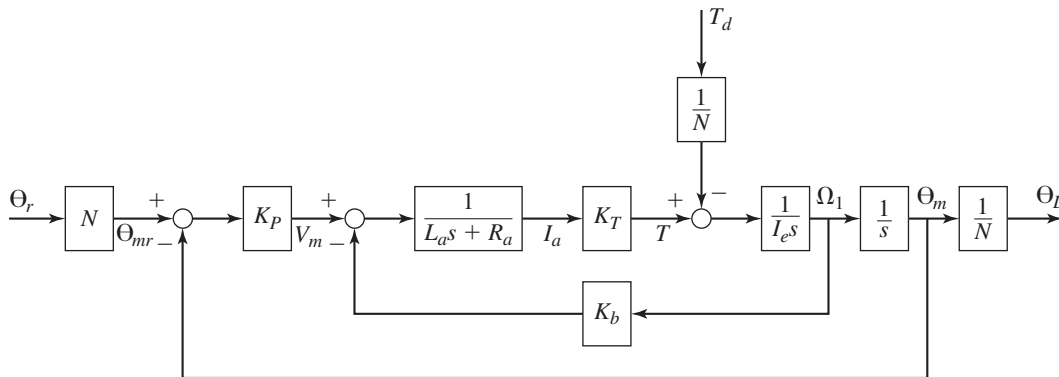 T_d
1/N
Θ_r
N
+
Θ_mr
−
K_P
+
V_m
−
1/(L_a s + R_a)
I_a
K_T
+
T
−
1/(I_e s)
Ω_1
1/s
Θ_m
1/N
Θ_L
K_b